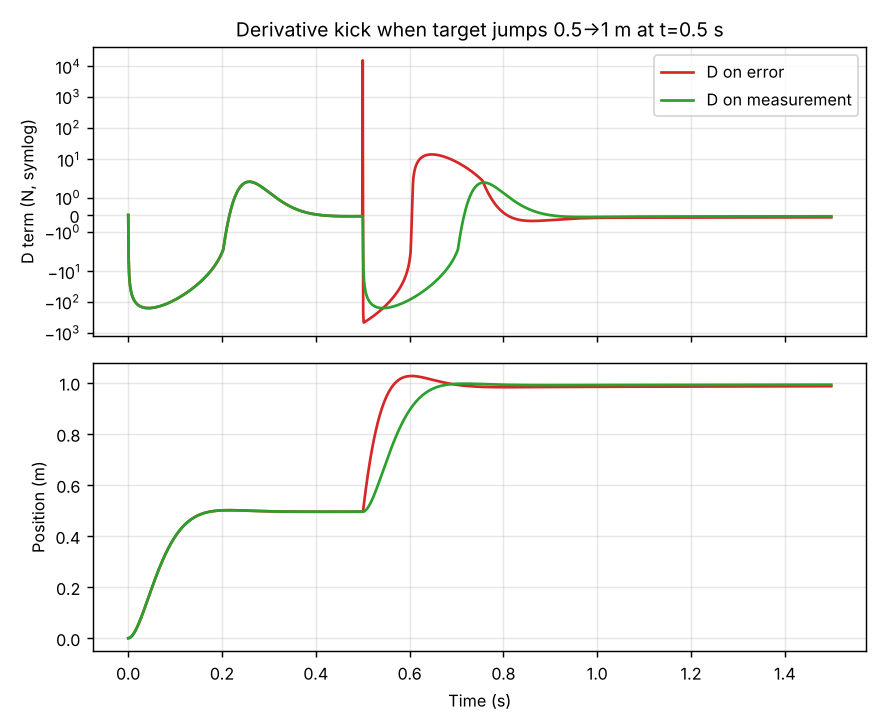 Derivative kick when target jumps 0.5→1 m at t=0.5 s
D term (N, symlog)
10⁴
10³
10²
10¹
10⁰
0
−10⁰
−10¹
−10²
−10³
D on error
D on measurement
Position (m)
1.0
0.8
0.6
0.4
0.2
0.0
0.0 0.2 0.4 0.6 0.8 1.0 1.2 1.4
Time (s)